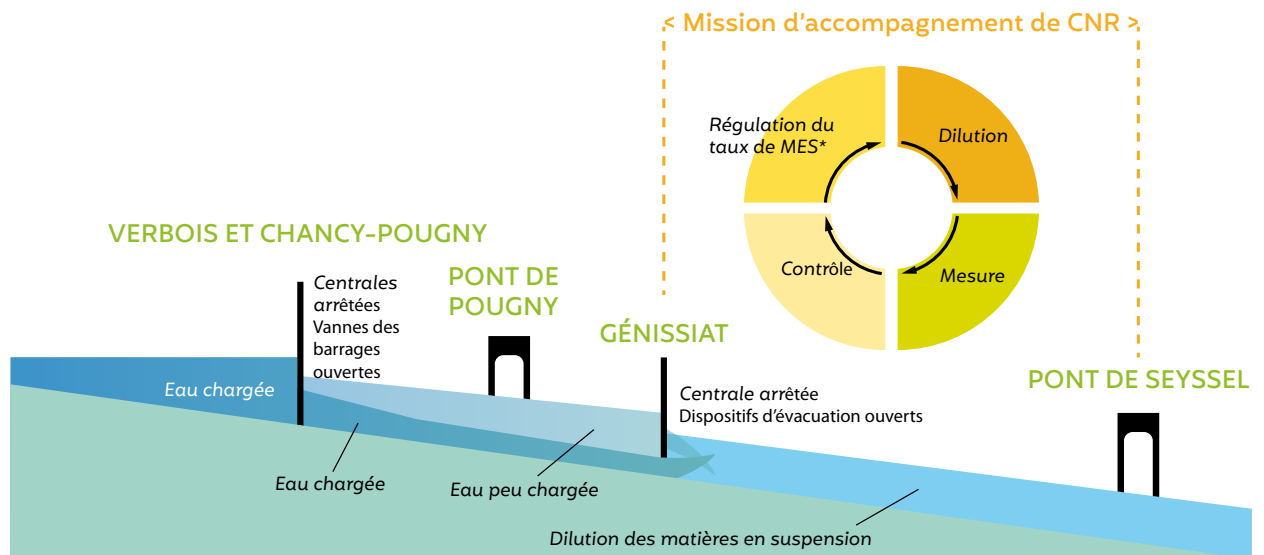 < Mission d'accompagnement de CNR >
Régulation du
taux de MES*
Dilution
Contrôle
Mesure
VERBOIS ET CHANCY-POUGNY
Centrales
arrêtées
Vannes des
barrages
ouvertes
PONT DE
POUGNY
GÉNISSIAT
Centrale arrêtée
Dispositifs d'évacuation ouverts
PONT DE SEYSSEL
Eau chargée
Eau chargée
Eau peu chargée
Dilution des matières en suspension